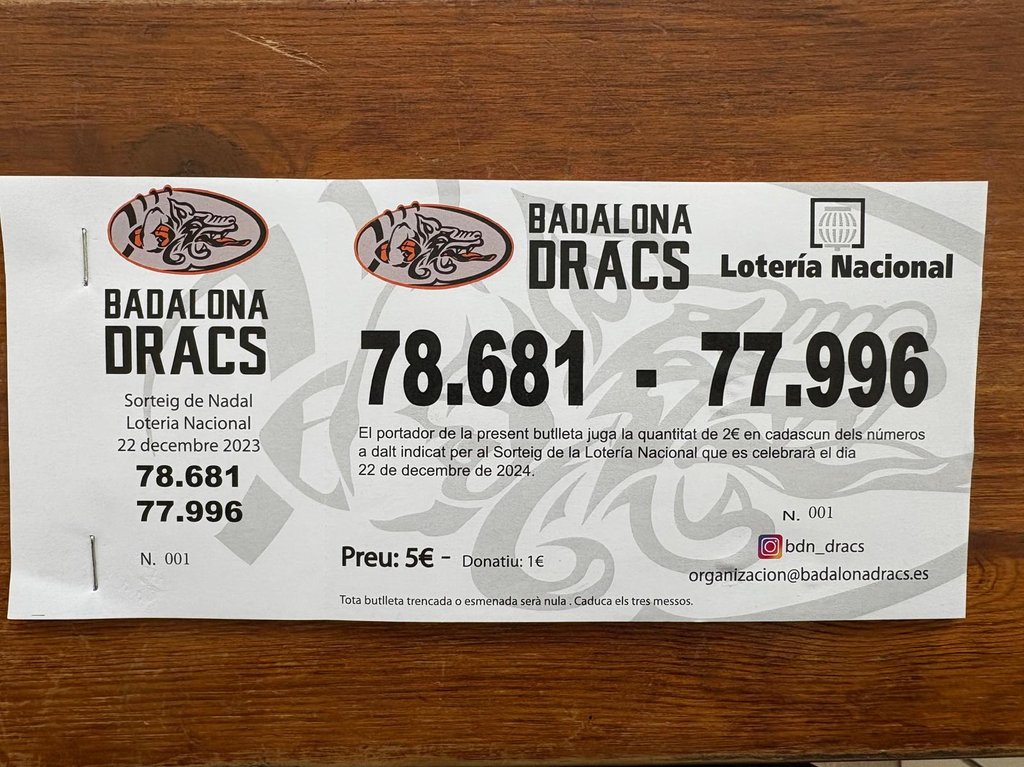 BADALONA
DRACS
Sorteig de Nadal
Loteria Nacional
22 decembre 2023
78.681
77.996
N. 001
BADALONA
DRACS
Lotería Nacional
78.681 - 77.996
El portador de la present butlleta juga la quantitat de 2€ en cadascun dels números
a dalt indicat per al Sorteig de la Lotería Nacional que es celebrarà el dia
22 de decembre de 2024.
N. 001
bdn_dracs
Preu: 5€ - Donatiu: 1€
organizacion@badalonadracs.es
Tota butlleta trencada o esmenada serà nula . Caduca els tres messos.